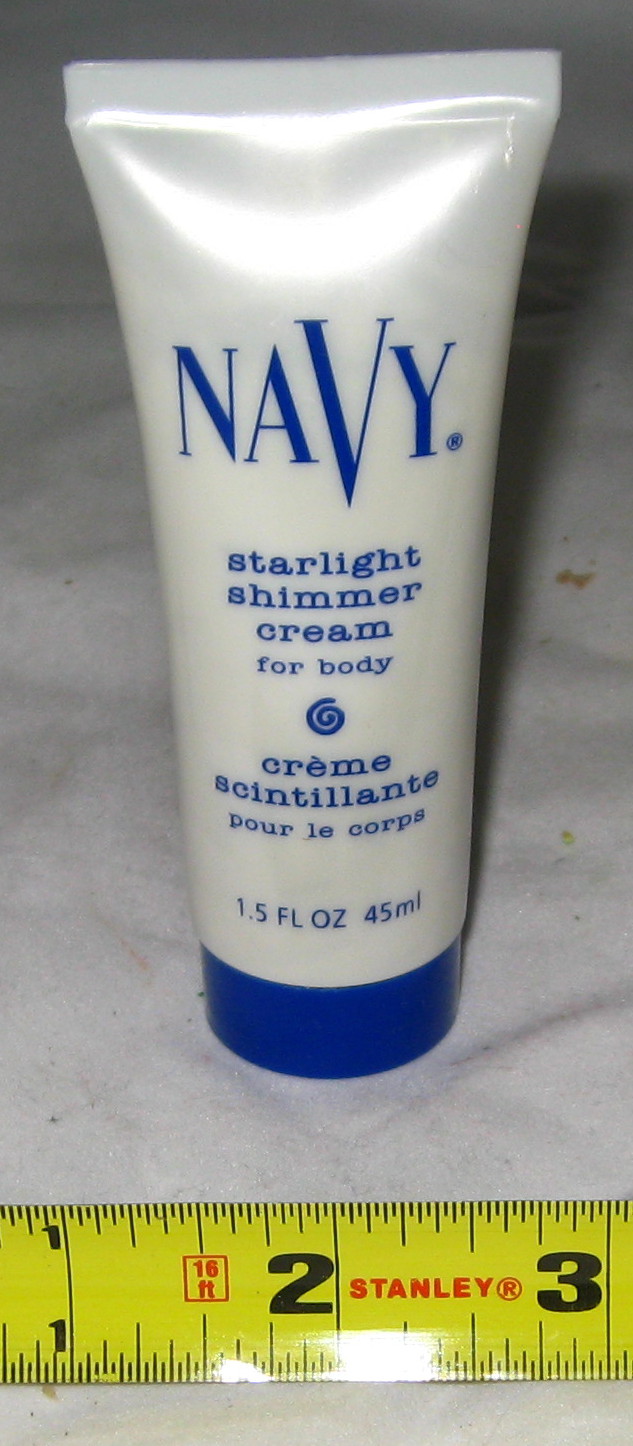 NAVY®
starlight
shimmer
cream
for body
crème
scintillante
pour le corps
1.5 FL OZ 45ml
1
16
ft
2
STANLEY®
3
1